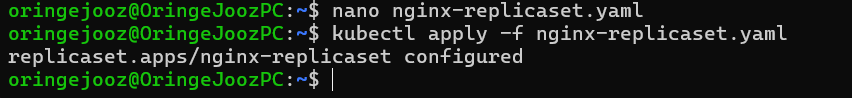 oringejooz@OringeJoozPC:~$ nano nginx-replicaset.yaml
oringejooz@OringeJoozPC:~$ kubectl apply -f nginx-replicaset.yaml
replicaset.apps/nginx-replicaset configured
oringejooz@OringeJoozPC:~$